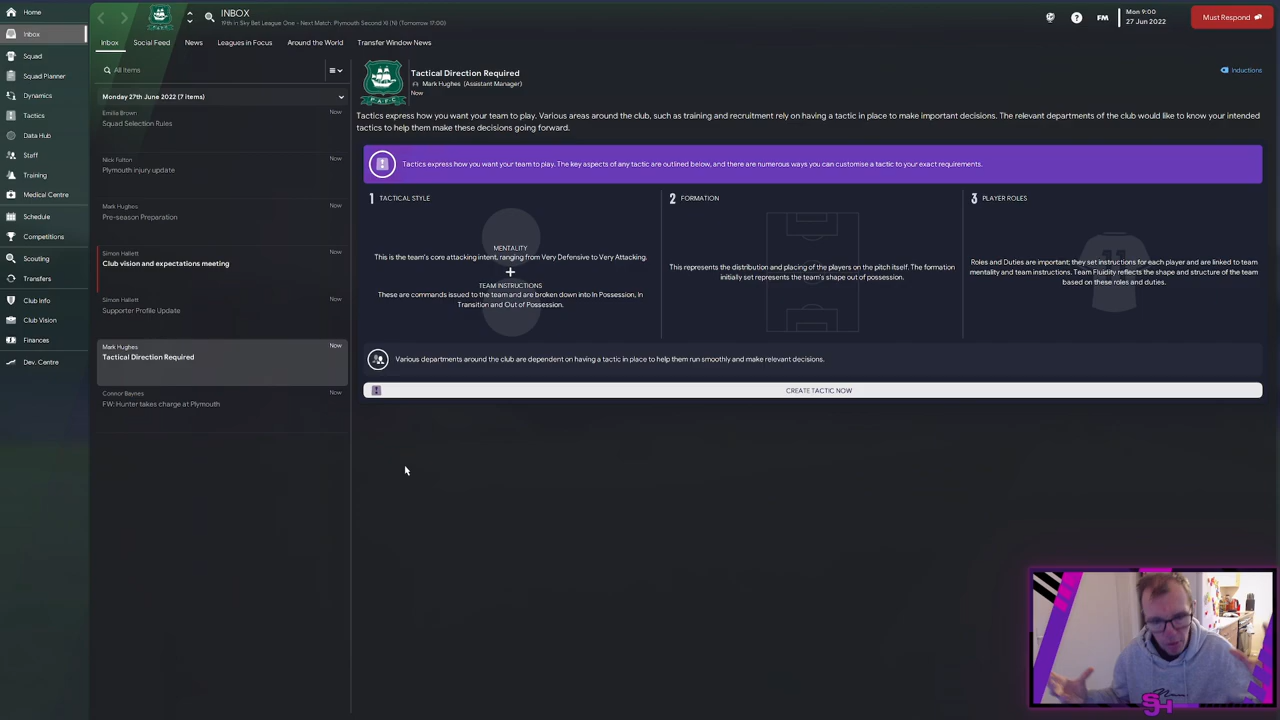 INBOX
19th in Sky Bet League One - Next Match: Plymouth Second XI (N) (Tomorrow 17:00)
FM
Mon 9:00
27 Jun 2022
Must Respond
Home
Inbox
Squad
Squad Planner
Dynamics
Tactics
Data Hub
Staff
Training
Medical Centre
Schedule
Competitions
Scouting
Transfers
Club Info
Club Vision
Finances
Dev. Centre
Inbox
Social Feed
News
Leagues in Focus
Around the World
Transfer Window News
All Items
Monday 27th June 2022 (7 items)
Emilia Brown
Now
Squad Selection Rules
Nick Fulton
Now
Plymouth injury update
Mark Hughes
Now
Pre-season Preparation
Simon Hallett
Now
Club vision and expectations meeting
Simon Hallett
Now
Supporter Profile Update
Mark Hughes
Now
Tactical Direction Required
Connor Baynes
Now
FW: Hunter takes charge at Plymouth
P.A.F.C
Tactical Direction Required
Mark Hughes (Assistant Manager)
Now
Inductions
Tactics express how you want your team to play. Various areas around the club, such as training and recruitment rely on having a tactic in place to make important decisions. The relevant departments of the club would like to know your intended
tactics to help them make these decisions going forward.
Tactics express how you want your team to play. The key aspects of any tactic are outlined below, and there are numerous ways you can customise a tactic to your exact requirements.
1 TACTICAL STYLE
MENTALITY
This is the team's core attacking intent, ranging from Very Defensive to Very Attacking.
+
TEAM INSTRUCTIONS
These are commands issued to the team and are broken down into In Possession, In
Transition and Out of Possession.
2 FORMATION
This represents the distribution and placing of the players on the pitch itself. The formation
initially set represents the team's shape out of possession.
3 PLAYER ROLES
Roles and Duties are important; they set instructions for each player and are linked to team
mentality and team instructions. Team Fluidity reflects the shape and structure of the team
based on these roles and duties.
Various departments around the club are dependent on having a tactic in place to help them run smoothly and make relevant decisions.
CREATE TACTIC NOW